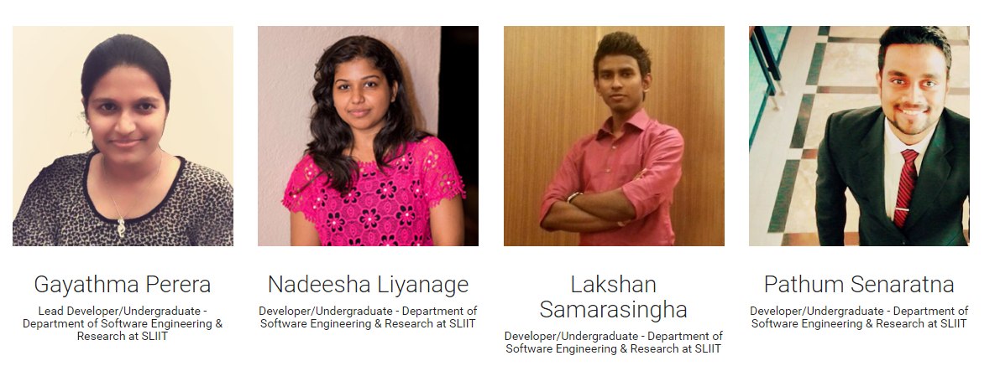 Gayathma Perera
Lead Developer/Undergraduate -
Department of Software Engineering &
Research at SLIIT
Nadeesha Liyanage
Developer/Undergraduate - Department of
Software Engineering & Research at SLIIT
Lakshan
Samarasingha
Developer/Undergraduate - Department of
Software Engineering & Research at SLIIT
Pathum Senaratna
Developer/Undergraduate - Department of
Software Engineering & Research at SLIIT